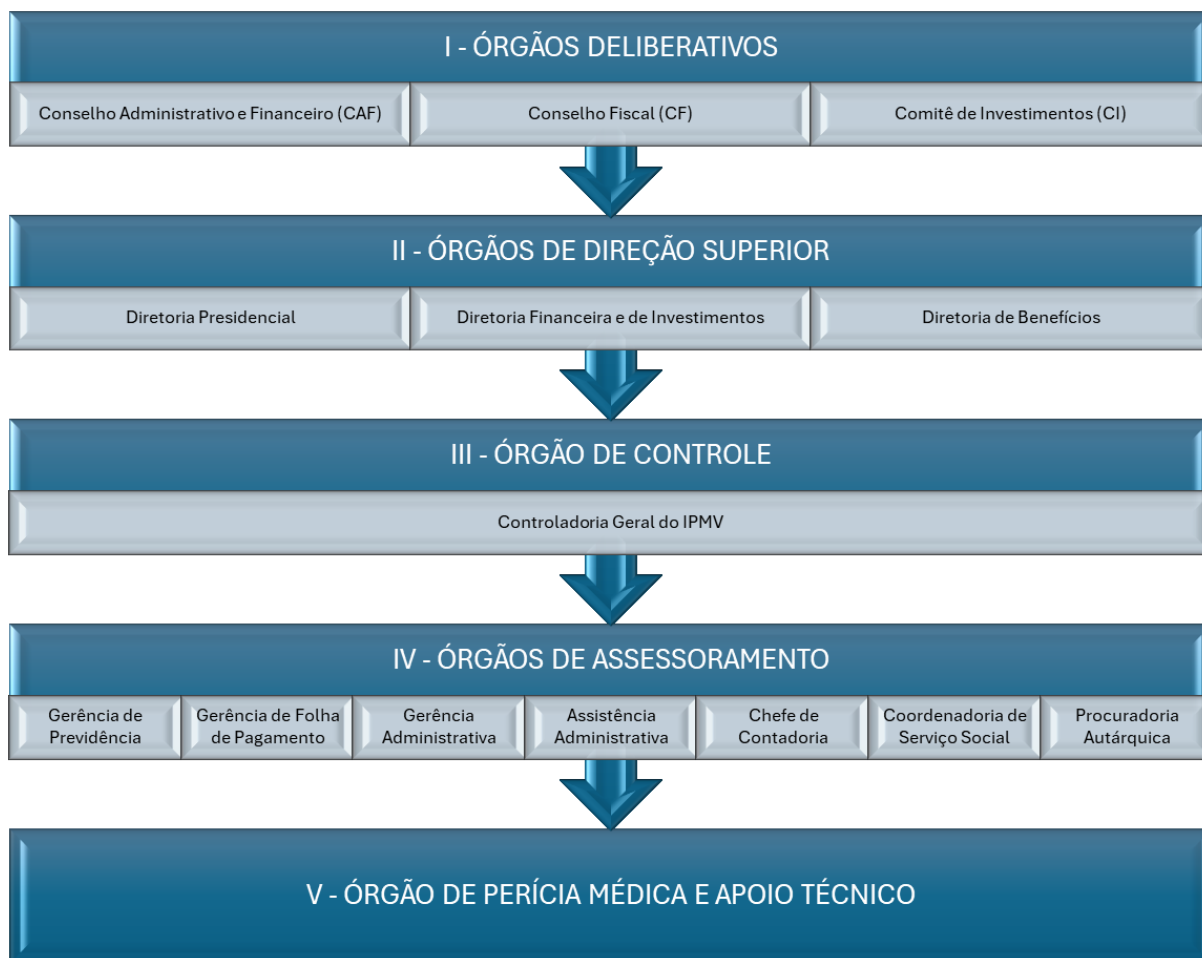 I - ÓRGÃOS DELIBERATIVOS
Conselho Administrativo e Financeiro (CAF)
Conselho Fiscal (CF)
Comitê de Investimentos (CI)
II - ÓRGÃOS DE DIREÇÃO SUPERIOR
Diretoria Presidencial
Diretoria Financeira e de Investimentos
Diretoria de Benefícios
III - ÓRGÃO DE CONTROLE
Controladoria Geral do IPMV
IV - ÓRGÃOS DE ASSESSORAMENTO
Gerência de
Previdência
Gerência de Folha
de Pagamento
Gerência
Administrativa
Assistência
Administrativa
Chefe de
Contadoria
Coordenadoria de
Serviço Social
Procuradoria
Autárquica
V - ÓRGÃO DE PERÍCIA MÉDICA E APOIO TÉCNICO